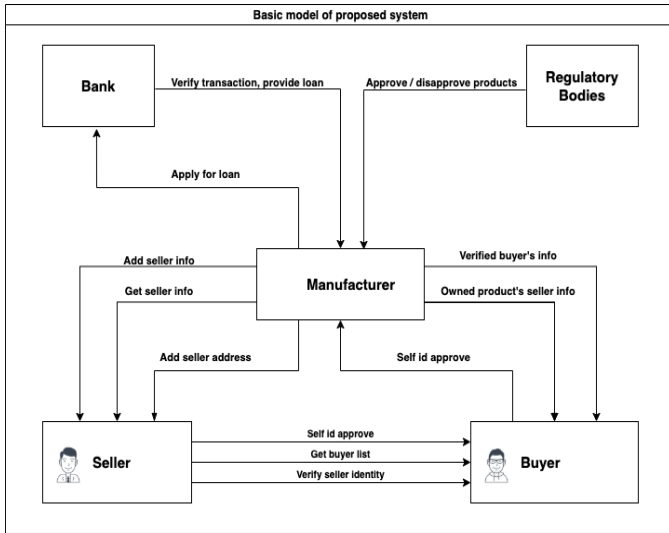 Basic model of proposed system
Bank
Verify transaction, provide loan
Approve / disapprove products
Regulatory
Bodies
Apply for loan
Add seller info
Verified buyer's info
Manufacturer
Get seller info
Owned product's seller info
Add seller address
Self id approve
Self id approve
Seller
Get buyer list
Buyer
Verify seller identity